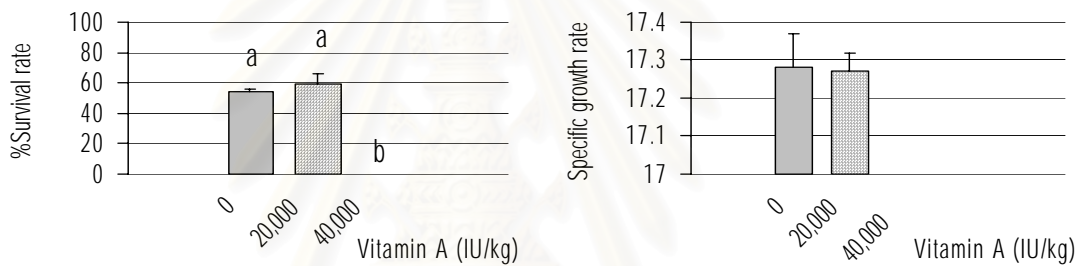 %Survival rate
100
80
60
40
20
0
a
a
b
0
20,000
40,000
Vitamin A (IU/kg)
Specific growth rate
17.4
17.3
17.2
17.1
17
0
20,000
40,000
Vitamin A (IU/kg)